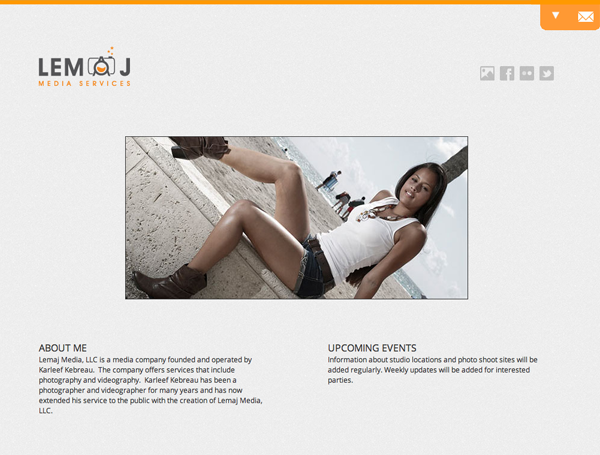 LEMAJ
MEDIA SERVICES
ABOUT ME
Lemaj Media, LLC is a media company founded and operated by
Karleef Kebreau.  The company offers services that include
photography and videography.  Karleef Kebreau has been a
photographer and videographer for many years and has now
extended his service to the public with the creation of Lemaj Media,
LLC.
UPCOMING EVENTS
Information about studio locations and photo shoot sites will be
added regularly. Weekly updates will be added for interested
parties.